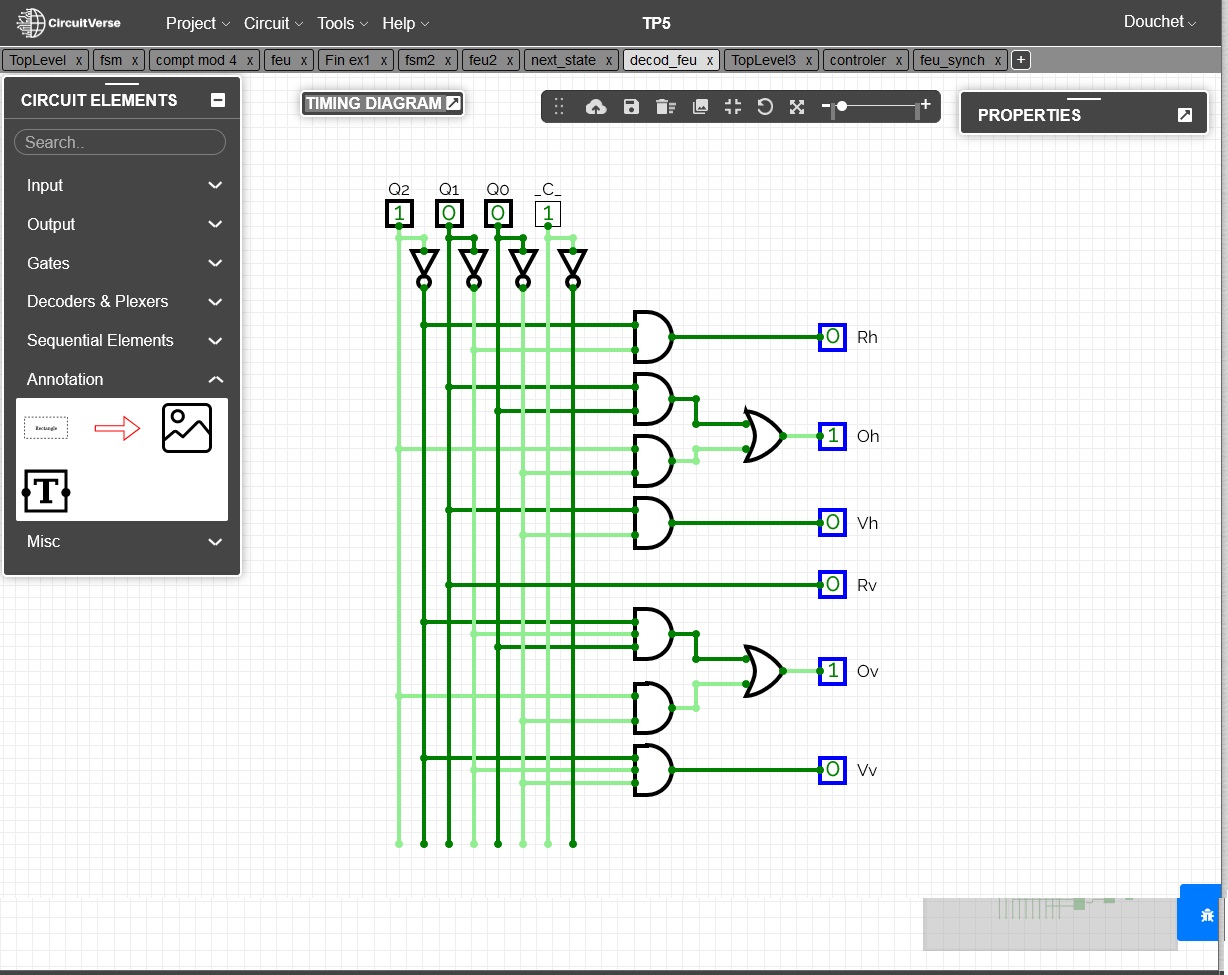 CircuitVerse
Project Circuit Tools Help
TP5
Douchet
TopLevel x fsm x compt mod 4 x feu x Fin ex1 x fsm2 x feu2 x next_state x decod_feu x TopLevel3 x controler x feu_synch x +
CIRCUIT ELEMENTS
Search..
Input
Output
Gates
Decoders & Plexers
Sequential Elements
Annotation
Rectangle
T
Misc
TIMING DIAGRAM
PROPERTIES
Q2 Q1 Q0 _C_
1 0 0 1
0 Rh
1 Oh
0 Vh
0 Rv
1 Ov
0 Vv